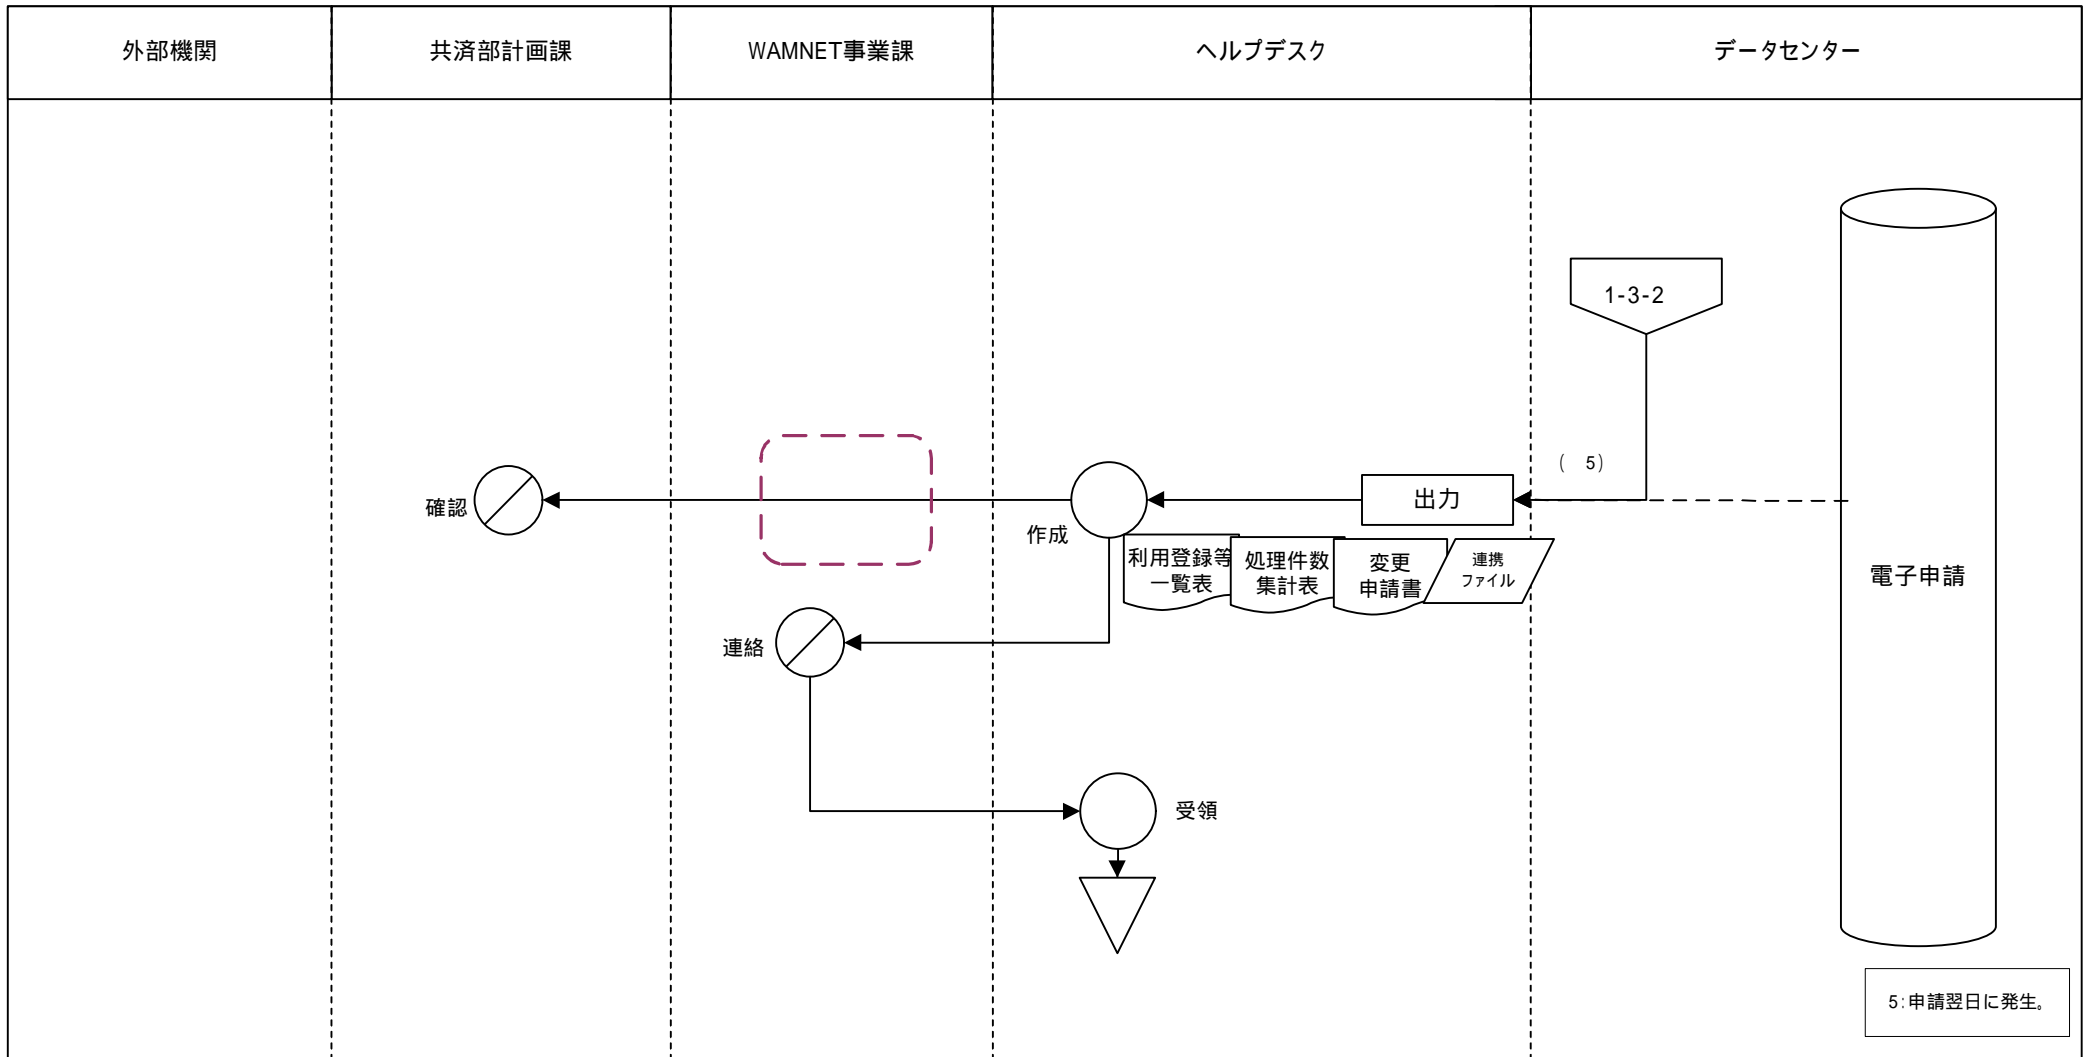 外部機関
共済部計画課
WAMNET事業課
ヘルプデスク
データセンター
1-3-2
( 5)
出力
確認
作成
利用登録等
一覧表
処理件数
集計表
変更
申請書
連携
ファイル
電子申請
連絡
受領
5:申請翌日に発生。